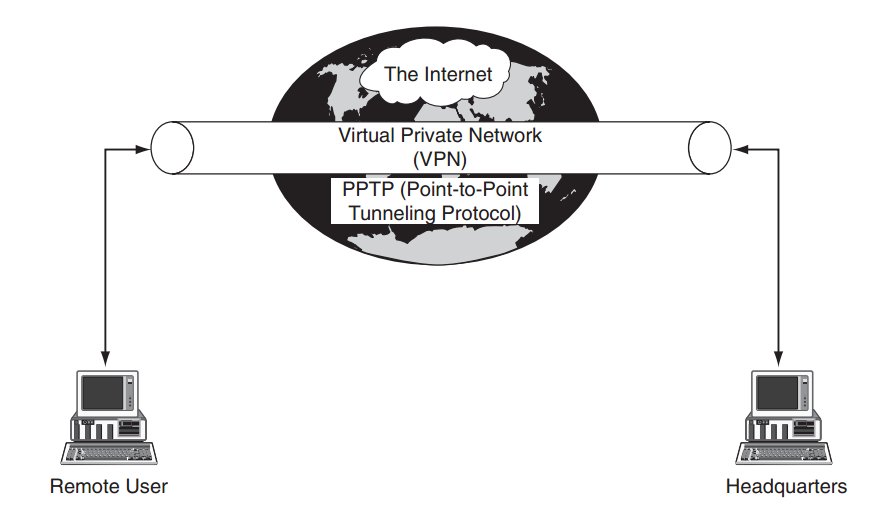 The Internet
Virtual Private Network
(VPN)
PPTP (Point-to-Point
Tunneling Protocol)
Remote User
Headquarters